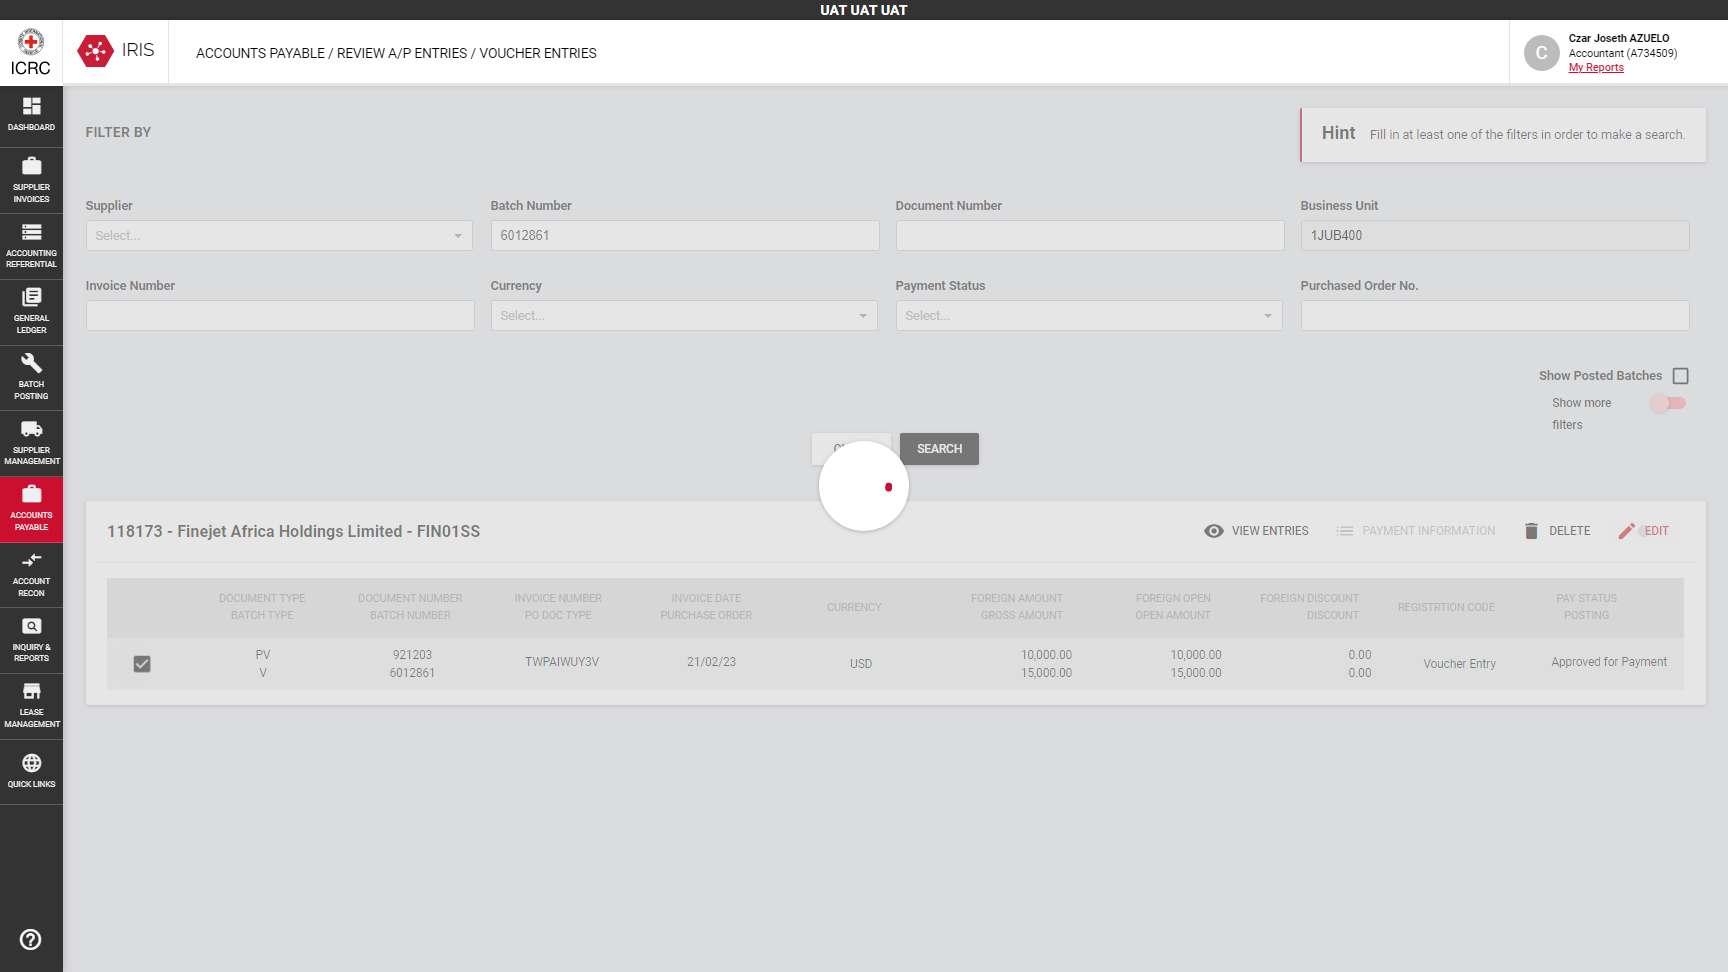 UAT UAT UAT
ICRC
IRIS
ACCOUNTS PAYABLE / REVIEW A/P ENTRIES / VOUCHER ENTRIES
C
Czar Joseth AZUELO
Accountant (A734509)
My Reports
DASHBOARD
SUPPLIER
INVOICES
ACCOUNTING
REFERENTIAL
GENERAL
LEDGER
BATCH
POSTING
SUPPLIER
MANAGEMENT
ACCOUNTS
PAYABLE
ACCOUNT
RECON
INQUIRY &
REPORTS
LEASE
MANAGEMENT
QUICK LINKS
FILTER BY
Hint Fill in at least one of the filters in order to make a search.
Supplier Batch Number Document Number Business Unit
Select... 6012861 1JUB400
Invoice Number Currency Payment Status Purchased Order No.
Select... Select...
Show Posted Batches
Show more
filters
SEARCH
118173 - Finejet Africa Holdings Limited - FIN01SS
VIEW ENTRIES PAYMENT INFORMATION DELETE EDIT
DOCUMENT TYPE DOCUMENT NUMBER INVOICE NUMBER INVOICE DATE CURRENCY FOREIGN AMOUNT FOREIGN OPEN FOREIGN DISCOUNT REGISTRTION CODE PAY STATUS
BATCH TYPE BATCH NUMBER PO DOC TYPE PURCHASE ORDER GROSS AMOUNT OPEN AMOUNT DISCOUNT POSTING
PV 921203 TWPAIWUY3V 21/02/23 USD 10,000.00 10,000.00 0.00 Voucher Entry Approved for Payment
V 6012861 15,000.00 15,000.00 0.00